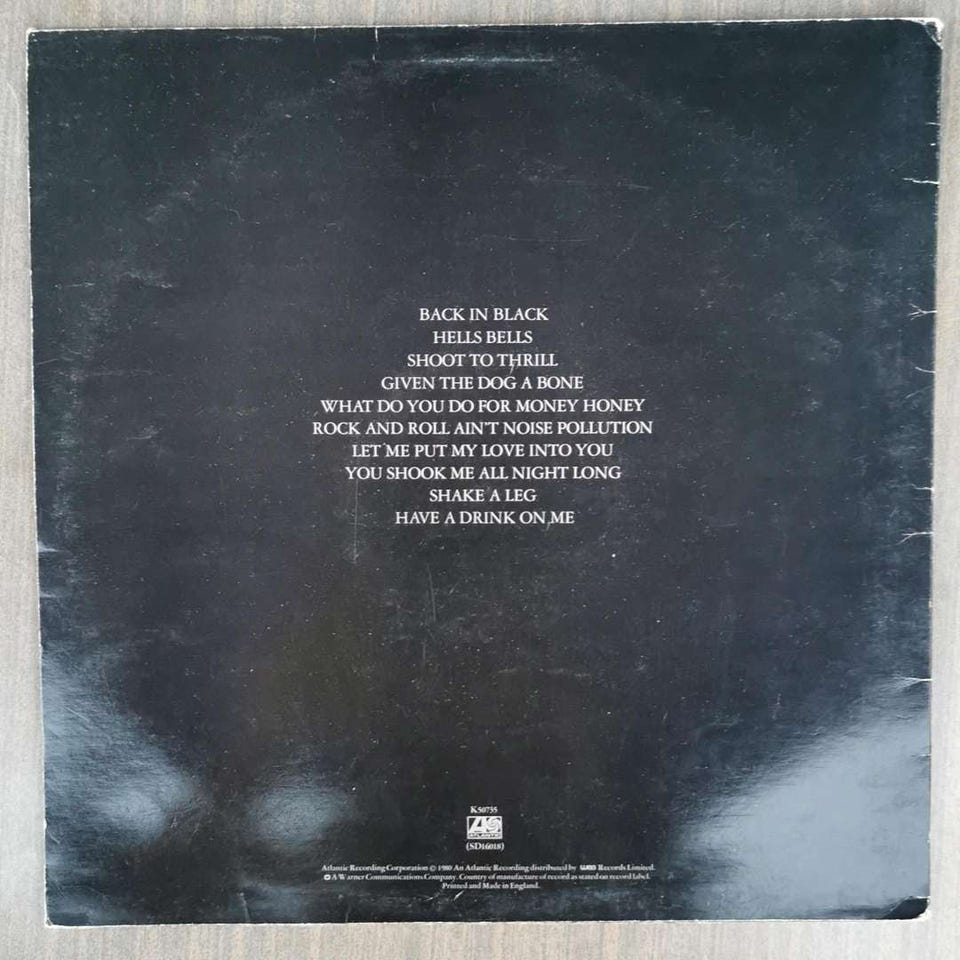 BACK IN BLACK
HELLS BELLS
SHOOT TO THRILL
GIVEN THE DOG A BONE
WHAT DO YOU DO FOR MONEY HONEY
ROCK AND ROLL AIN'T NOISE POLLUTION
LET ME PUT MY LOVE INTO YOU
YOU SHOOK ME ALL NIGHT LONG
SHAKE A LEG
HAVE A DRINK ON ME
K50735
ATLANTIC
(SD16018)
Atlantic Recording Corporation © 1980 An Atlantic Recording distributed by wea Records Limited.
A Warner Communications Company. Country of manufacture of record as stated on record label.
Printed and Made in England.